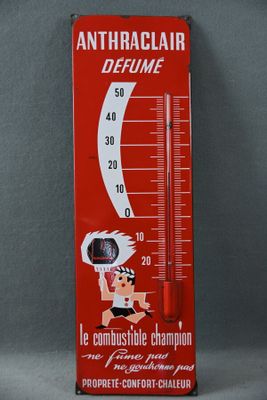 ANTHRACLAIR
DÉFUMÉ
50
40
30
20
10
0
10
20
le combustible champion
ne fume pas
ne goudronne pas
PROPRETÉ-CONFORT-CHALEUR